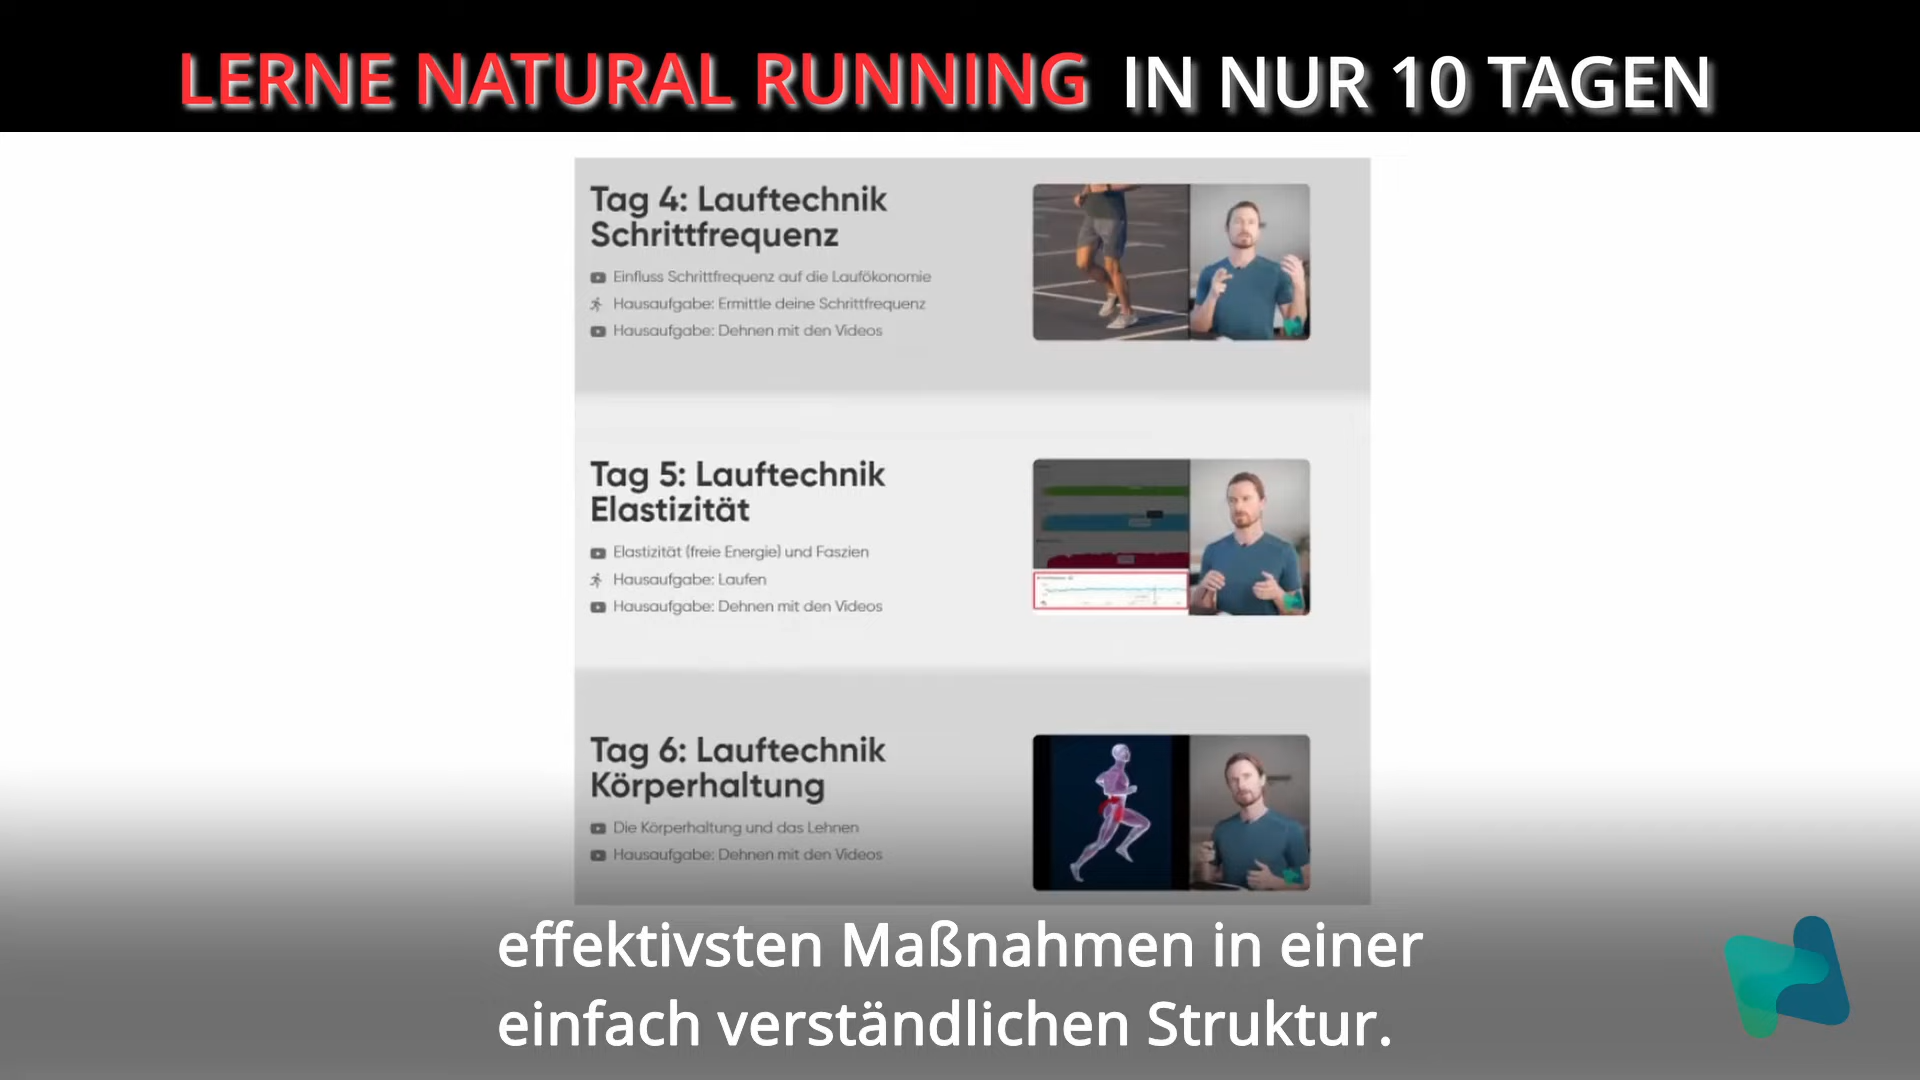 LERNE NATURAL RUNNING IN NUR 10 TAGEN
Tag 4: Lauftechnik
Schrittfrequenz
Einfluss Schrittfrequenz auf die Laufökonomie
Hausaufgabe: Ermittle deine Schrittfrequenz
Hausaufgabe: Dehnen mit den Videos
Tag 5: Lauftechnik
Elastizität
Elastizität (freie Energie) und Faszien
Hausaufgabe: Laufen
Hausaufgabe: Dehnen mit den Videos
Tag 6: Lauftechnik
Körperhaltung
Die Körperhaltung und das Lehnen
Hausaufgabe: Dehnen mit den Videos
effektivsten Maßnahmen in einer
einfach verständlichen Struktur.